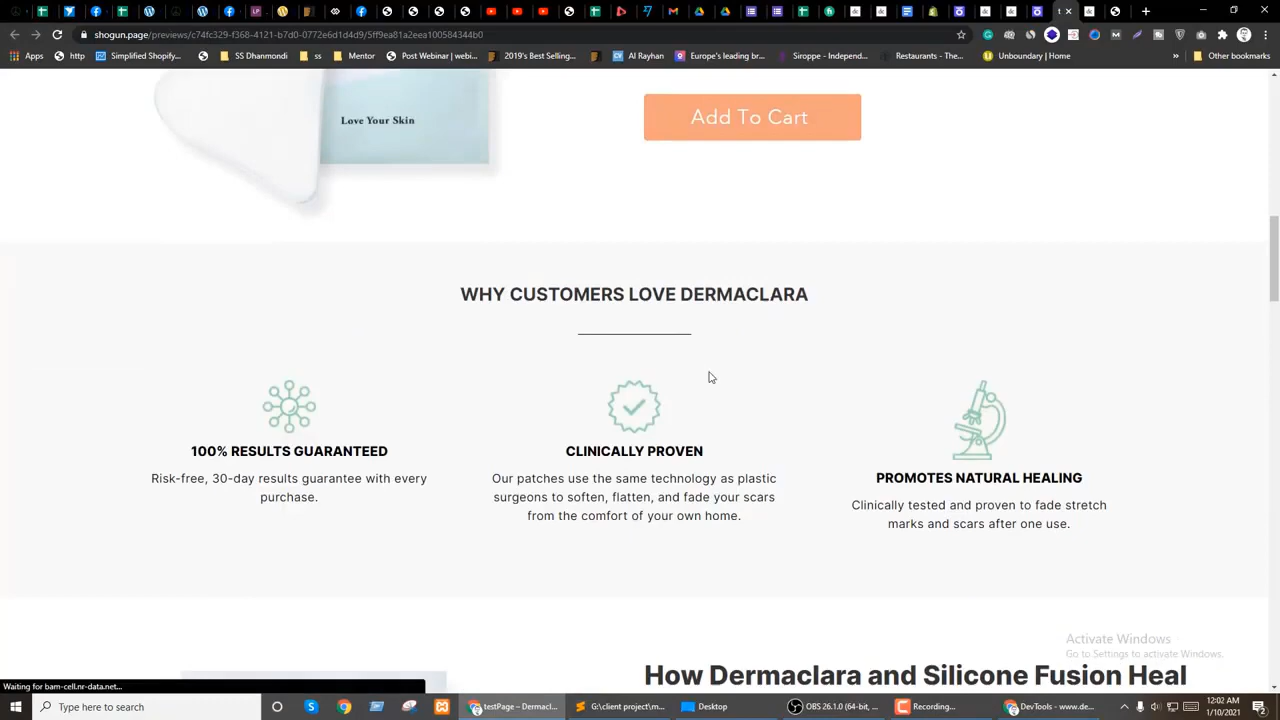 shogun.page/previews/c74fc329-f368-4121-b7d0-0772e6d1d4d9/5ff9ea81a2eea100584344b0
Apps
http
Simplified Shopify...
SS Dhanmondi
ss
Mentor
Post Webinar | webi...
2019's Best Selling...
Al Rayhan
Europe's leading br...
Siroppe - Independ...
Restaurants - The...
Unboundary | Home
»
Other bookmarks
Love Your Skin
Add To Cart
WHY CUSTOMERS LOVE DERMACLARA
100% RESULTS GUARANTEED
Risk-free, 30-day results guarantee with every
purchase.
CLINICALLY PROVEN
Our patches use the same technology as plastic
surgeons to soften, flatten, and fade your scars
from the comfort of your own home.
PROMOTES NATURAL HEALING
Clinically tested and proven to fade stretch
marks and scars after one use.
How Dermaclara and Silicone Fusion Heal
Activate Windows
Go to Settings to activate Windows.
Waiting for bam-cell.nr-data.net...
Type here to search
testPage – Dermacl...
G:\client project\m...
Desktop
OBS 26.1.0 (64-bit, ...
Recording...
DevTools - www.de...
12:02 AM
1/10/2021